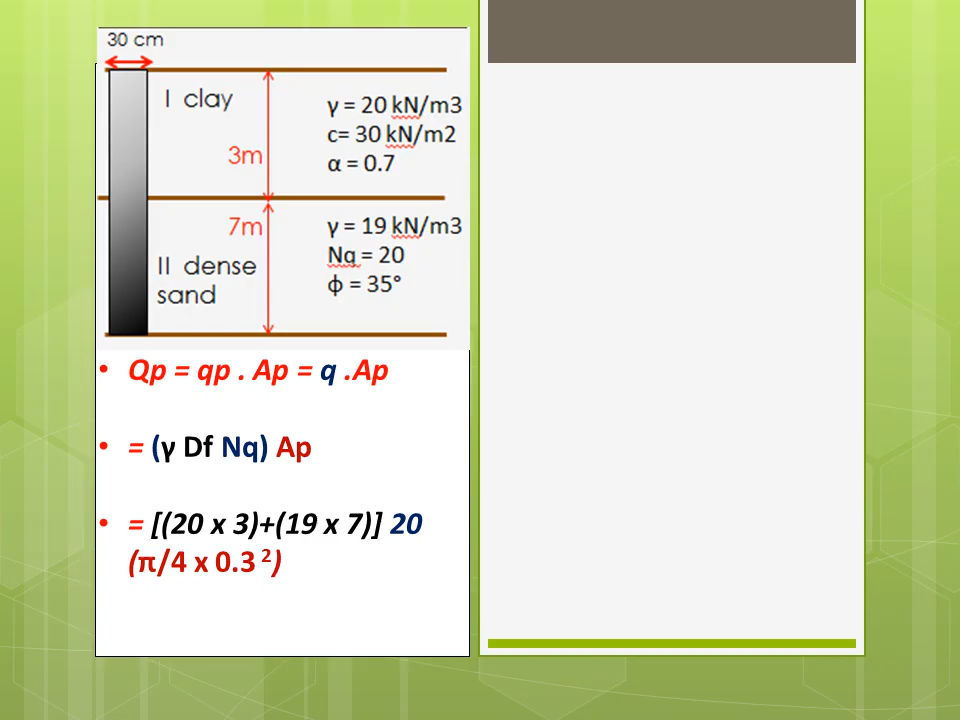 30 cm
I clay
γ = 20 kN/m3
c= 30 kN/m2
3m
α = 0.7
7m
γ = 19 kN/m3
Nq = 20
II dense
sand
ϕ = 35°
• Qp = qp . Ap = q .Ap
• = (γ Df Nq) Ap
• = [(20 x 3)+(19 x 7)] 20
(π/4 x 0.3 ²)